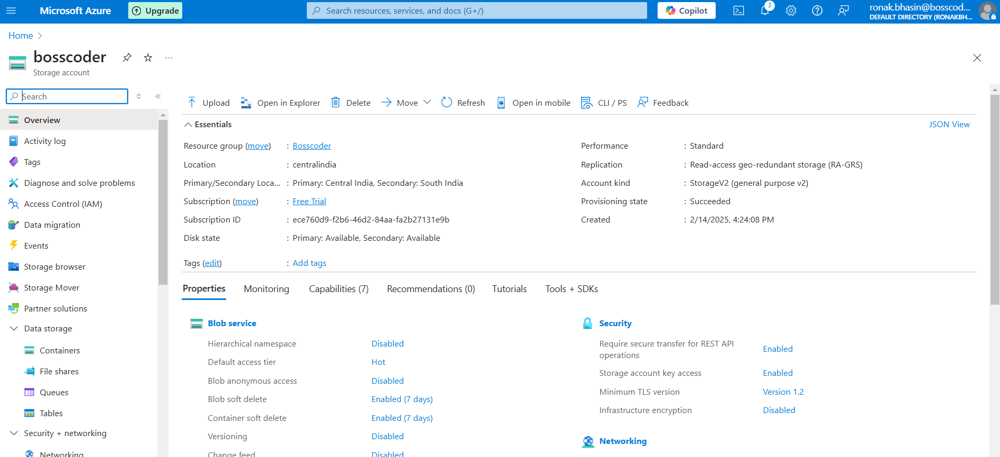 Microsoft Azure
Upgrade
Search resources, services, and docs (G+/)
Copilot
3
ronak.bhasin@bosscod...
DEFAULT DIRECTORY (RONAKBH...
Home
bosscoder
Storage account
Search
Overview
Activity log
Tags
Diagnose and solve problems
Access Control (IAM)
Data migration
Events
Storage browser
Storage Mover
Partner solutions
Data storage
Containers
File shares
Queues
Tables
Security + networking
Networking
Upload
Open in Explorer
Delete
Move
Refresh
Open in mobile
CLI / PS
Feedback
Essentials
JSON View
Resource group (move) : Bosscoder
Location : centralindia
Primary/Secondary Loca... : Primary: Central India, Secondary: South India
Subscription (move) : Free Trial
Subscription ID : ece760d9-f2b6-46d2-84aa-fa2b27131e9b
Disk state : Primary: Available, Secondary: Available
Tags (edit) : Add tags
Performance : Standard
Replication : Read-access geo-redundant storage (RA-GRS)
Account kind : StorageV2 (general purpose v2)
Provisioning state : Succeeded
Created : 2/14/2025, 4:24:08 PM
Properties
Monitoring
Capabilities (7)
Recommendations (0)
Tutorials
Tools + SDKs
Blob service
Hierarchical namespace Disabled
Default access tier Hot
Blob anonymous access Disabled
Blob soft delete Enabled (7 days)
Container soft delete Enabled (7 days)
Versioning Disabled
Change feed Disabled
Security
Require secure transfer for REST API
operations Enabled
Storage account key access Enabled
Minimum TLS version Version 1.2
Infrastructure encryption Disabled
Networking